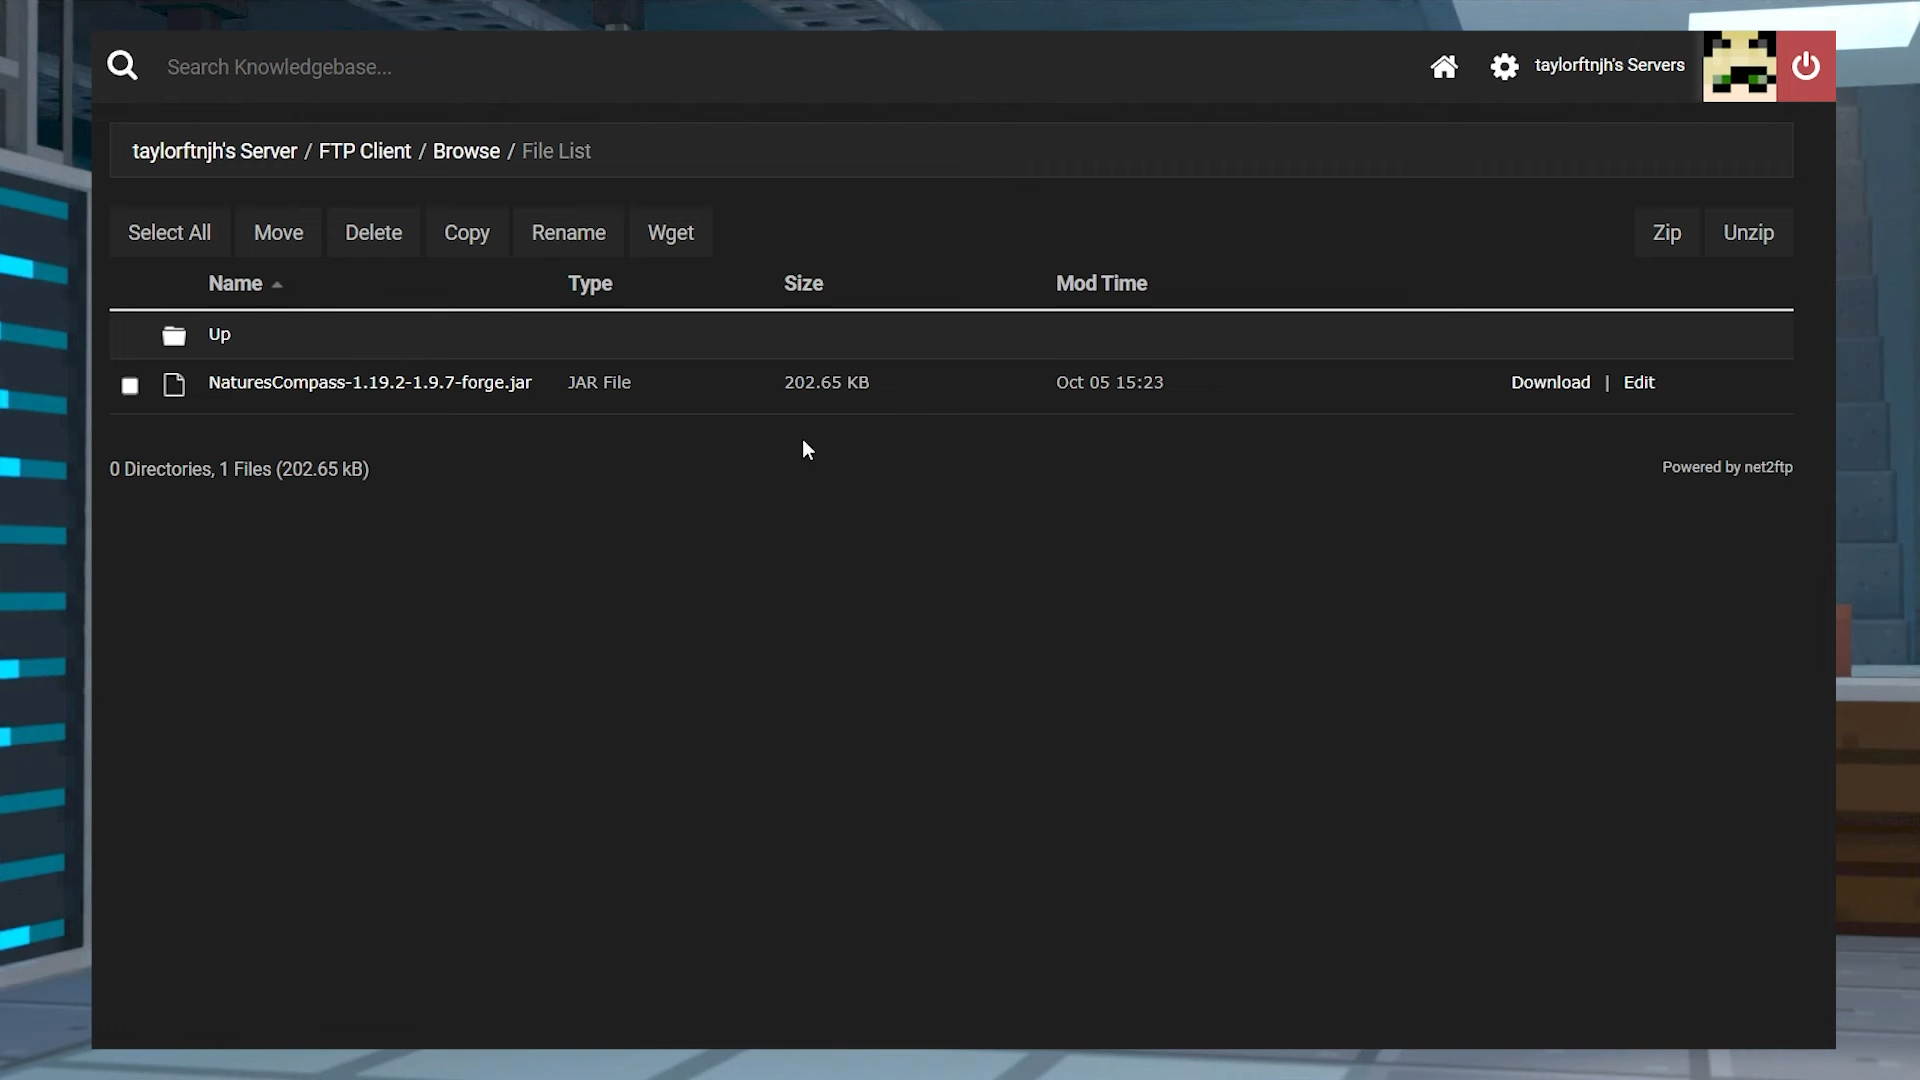 Search Knowledgebase...
taylorftnjh's Servers
taylorftnjh's Server / FTP Client / Browse / File List
Select All Move Delete Copy Rename Wget Zip Unzip
Name Type Size Mod Time
Up
NaturesCompass-1.19.2-1.9.7-forge.jar JAR File 202.65 KB Oct 05 15:23 Download | Edit
0 Directories, 1 Files (202.65 kB)
Powered by net2ftp